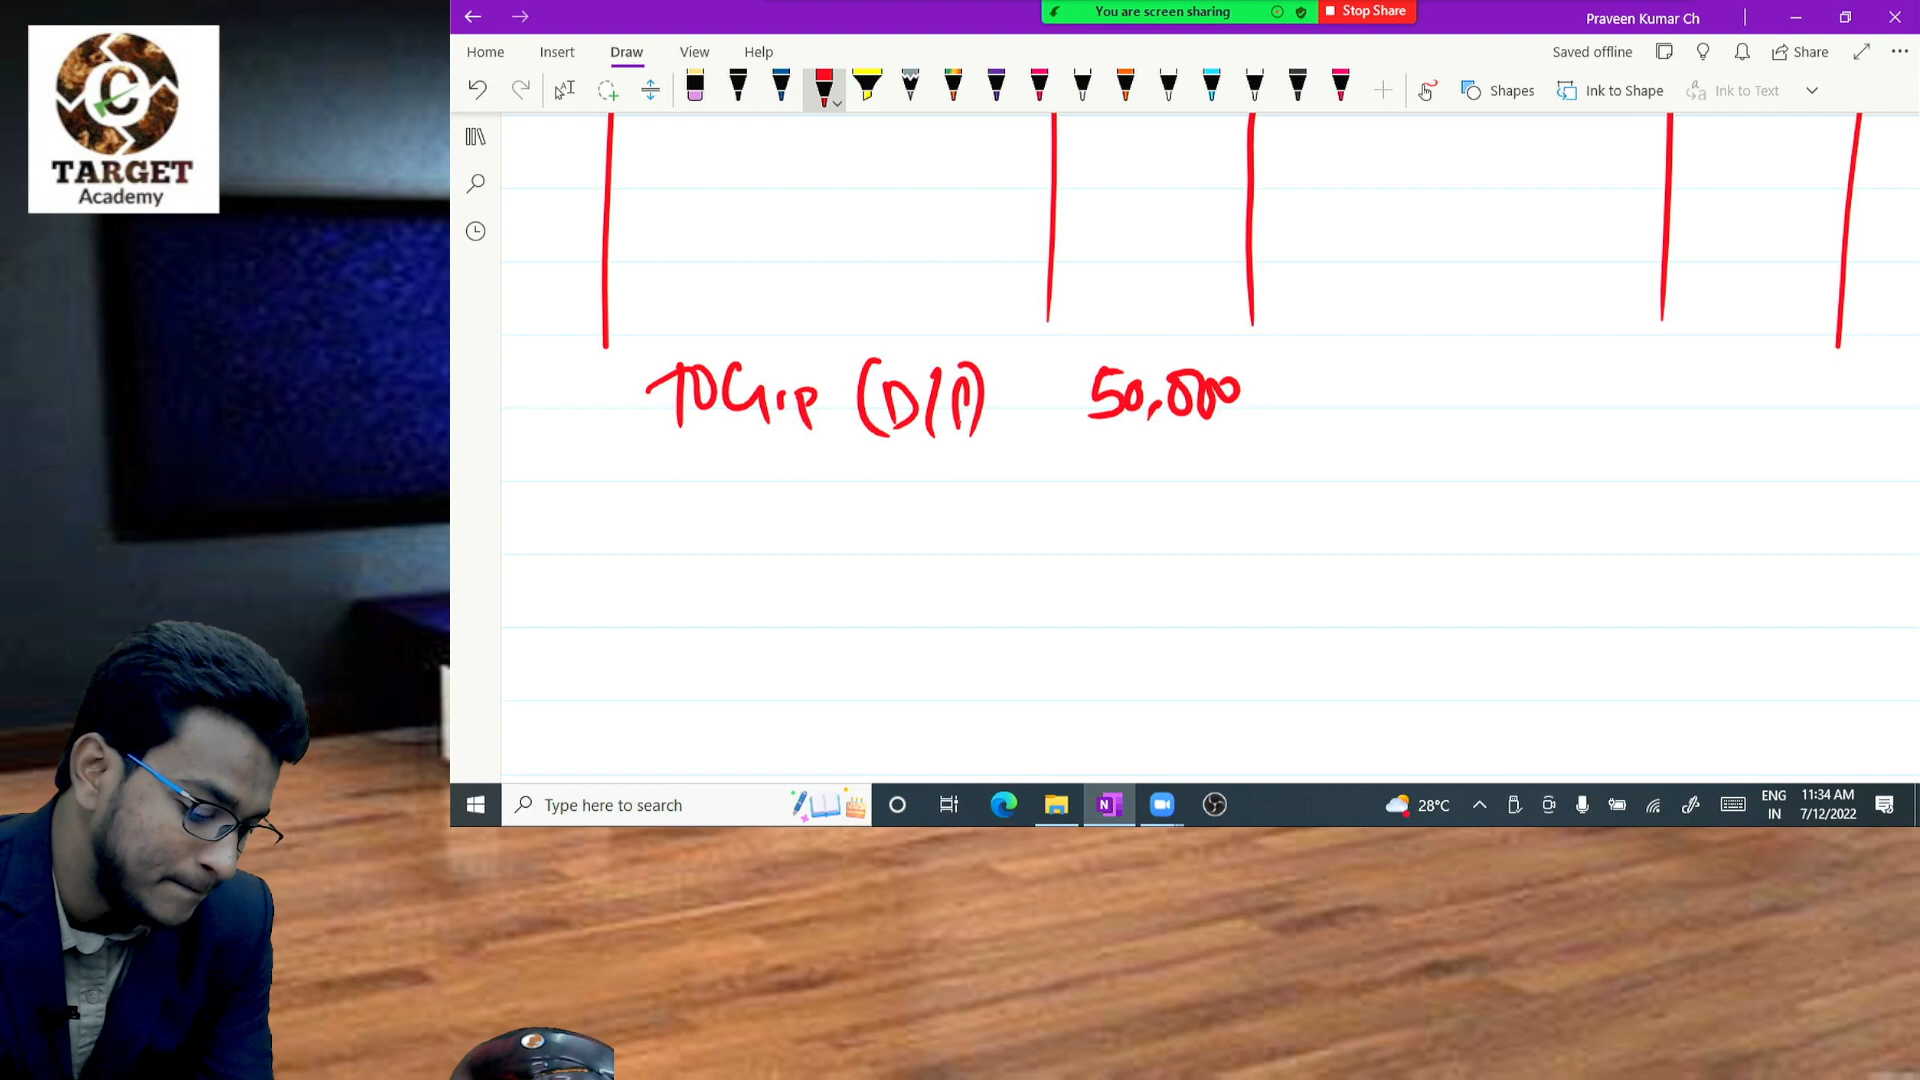 TARGET
Academy
You are screen sharing
Stop Share
Praveen Kumar Ch
Home Insert Draw View Help
Saved offline
Share
Shapes
Ink to Shape
Ink to Text
TO G.P (D/f) 50,000
Type here to search
N
28°C
ENG
IN
11:34 AM
7/12/2022